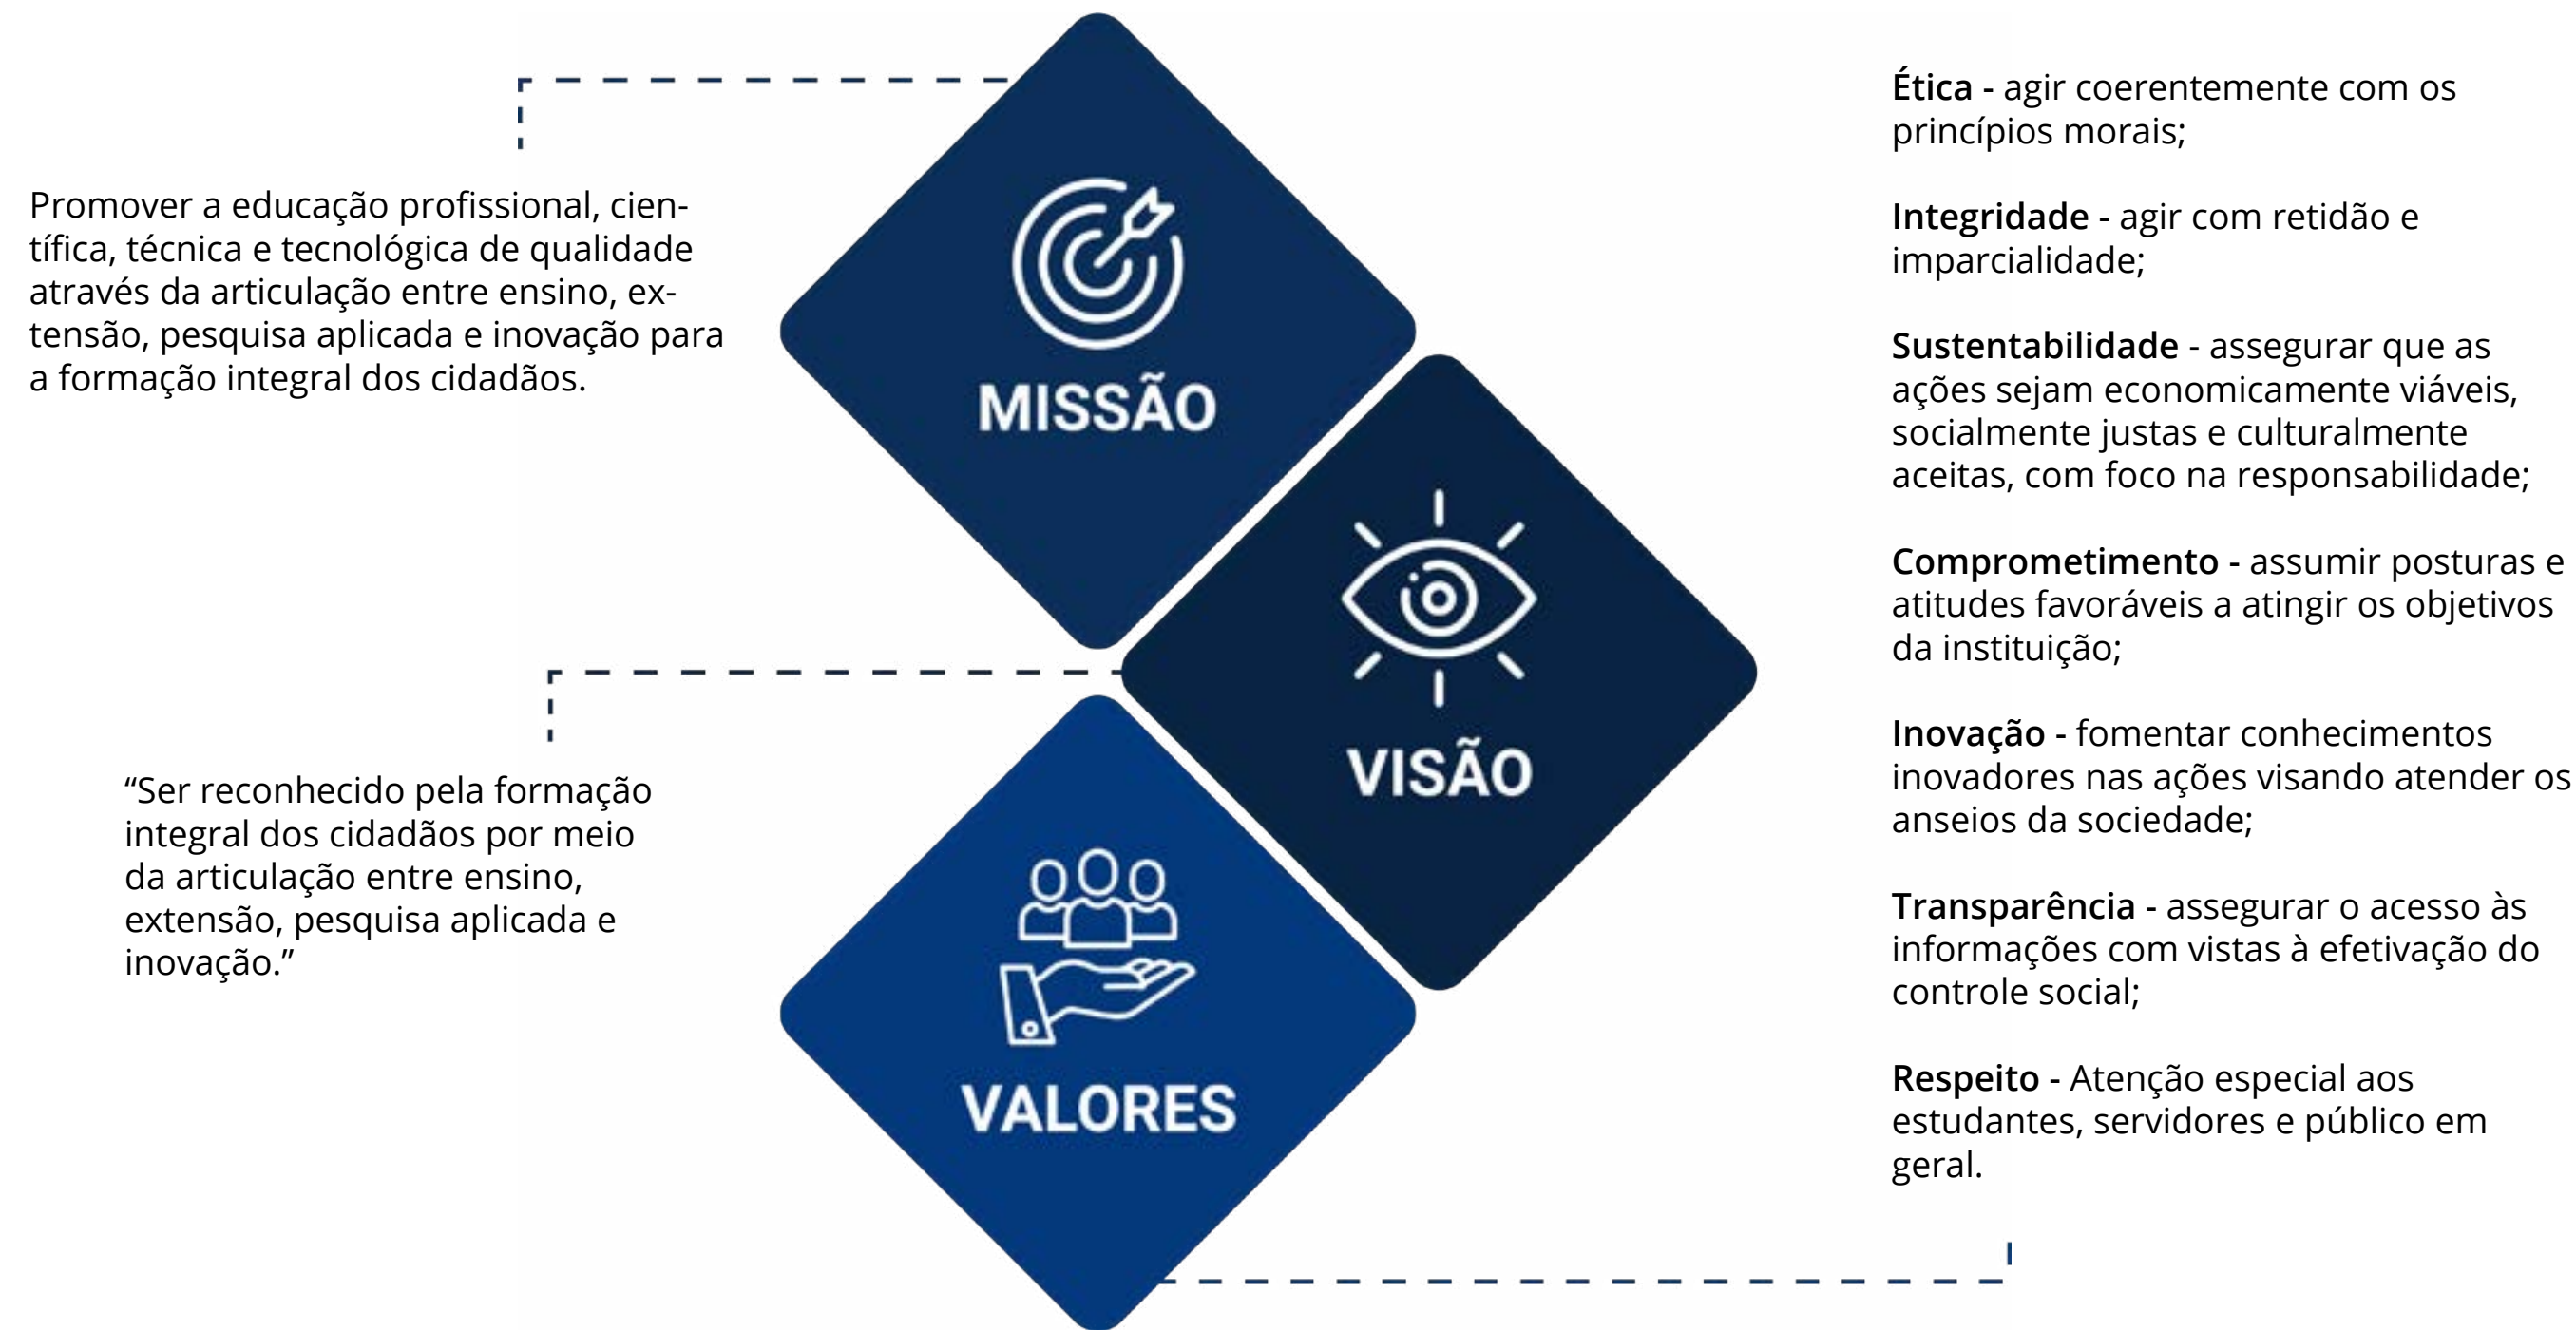 MISSÃO
Promover a educação profissional, cien-
tífica, técnica e tecnológica de qualidade
através da articulação entre ensino, ex-
tensão, pesquisa aplicada e inovação para
a formação integral dos cidadãos.
VISÃO
“Ser reconhecido pela formação
integral dos cidadãos por meio
da articulação entre ensino,
extensão, pesquisa aplicada e
inovação.”
VALORES
Ética - agir coerentemente com os
princípios morais;
Integridade - agir com retidão e
imparcialidade;
Sustentabilidade - assegurar que as
ações sejam economicamente viáveis,
socialmente justas e culturalmente
aceitas, com foco na responsabilidade;
Comprometimento - assumir posturas e
atitudes favoráveis a atingir os objetivos
da instituição;
Inovação - fomentar conhecimentos
inovadores nas ações visando atender os
anseios da sociedade;
Transparência - assegurar o acesso às
informações com vistas à efetivação do
controle social;
Respeito - Atenção especial aos
estudantes, servidores e público em
geral.